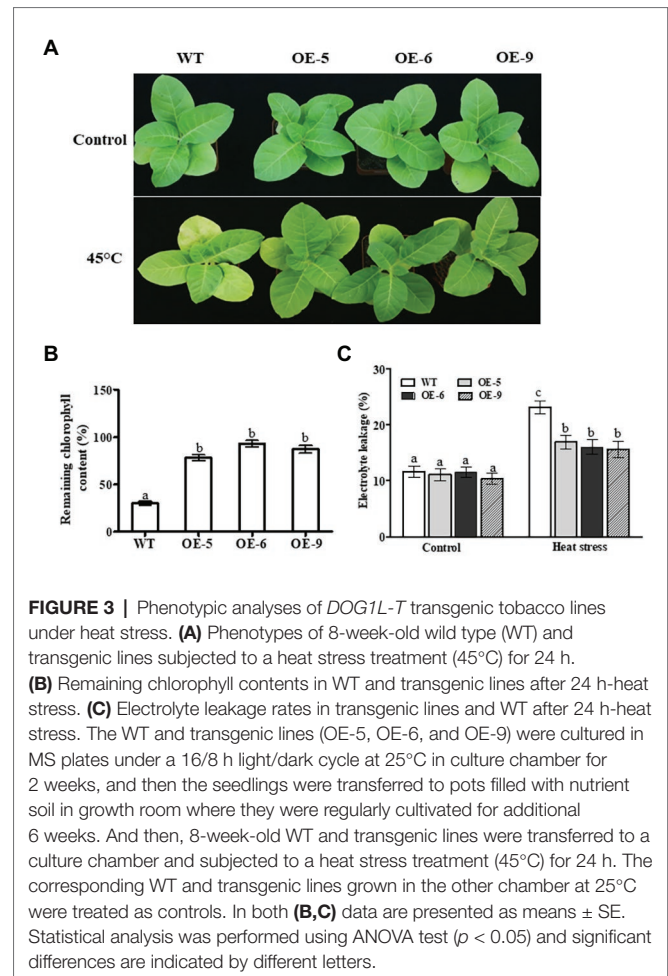 A
WT OE-5 OE-6 OE-9
Control
45°C
B
Remaining chlorophyll
content (%)
150
100
50
0
a b b b
WT OE-5 OE-6 OE-9
C
Electrolyte leakage (%)
30
20
10
0
WT OE-5
OE-6 OE-9
a a a a c b b b
Control Heat stress
FIGURE 3 | Phenotypic analyses of DOG1L-T transgenic tobacco lines
under heat stress. (A) Phenotypes of 8-week-old wild type (WT) and
transgenic lines subjected to a heat stress treatment (45°C) for 24 h.
(B) Remaining chlorophyll contents in WT and transgenic lines after 24 h-heat
stress. (C) Electrolyte leakage rates in transgenic lines and WT after 24 h-heat
stress. The WT and transgenic lines (OE-5, OE-6, and OE-9) were cultured in
MS plates under a 16/8 h light/dark cycle at 25°C in culture chamber for
2 weeks, and then the seedlings were transferred to pots filled with nutrient
soil in growth room where they were regularly cultivated for additional
6 weeks. And then, 8-week-old WT and transgenic lines were transferred to a
culture chamber and subjected to a heat stress treatment (45°C) for 24 h. The
corresponding WT and transgenic lines grown in the other chamber at 25°C
were treated as controls. In both (B,C) data are presented as means ± SE.
Statistical analysis was performed using ANOVA test (p < 0.05) and significant
differences are indicated by different letters.